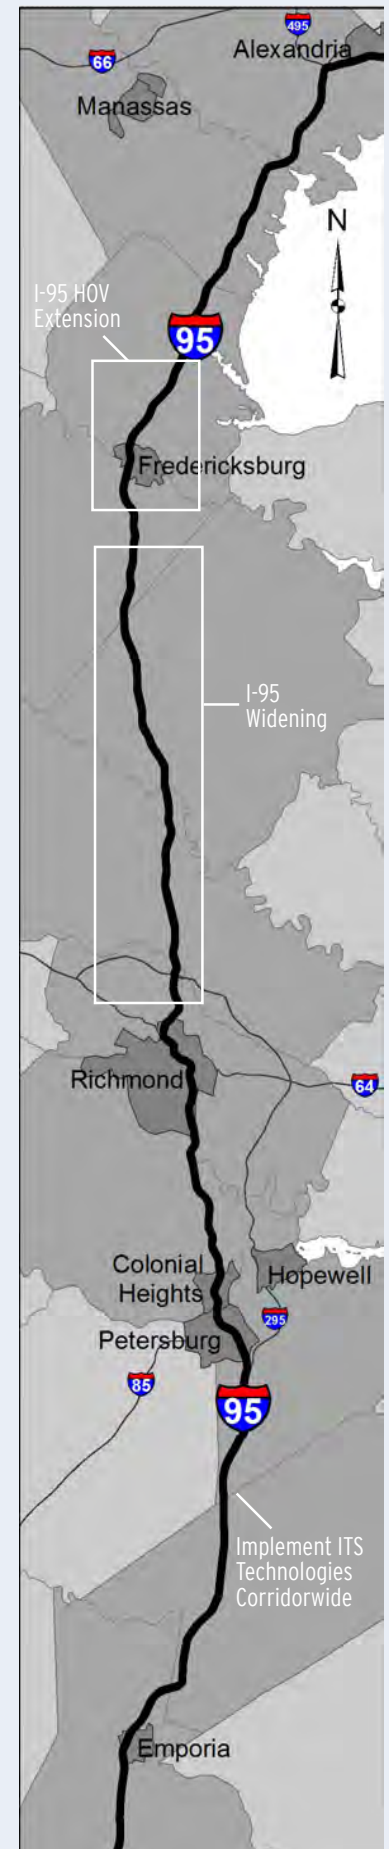 495
Alexandria
66
Manassas
N
I-95 HOV
Extension
95
Fredericksburg
I-95
Widening
Richmond
64
Colonial
Heights
Hopewell
295
Petersburg
85
95
Implement ITS
Technologies
Corridorwide
Emporia